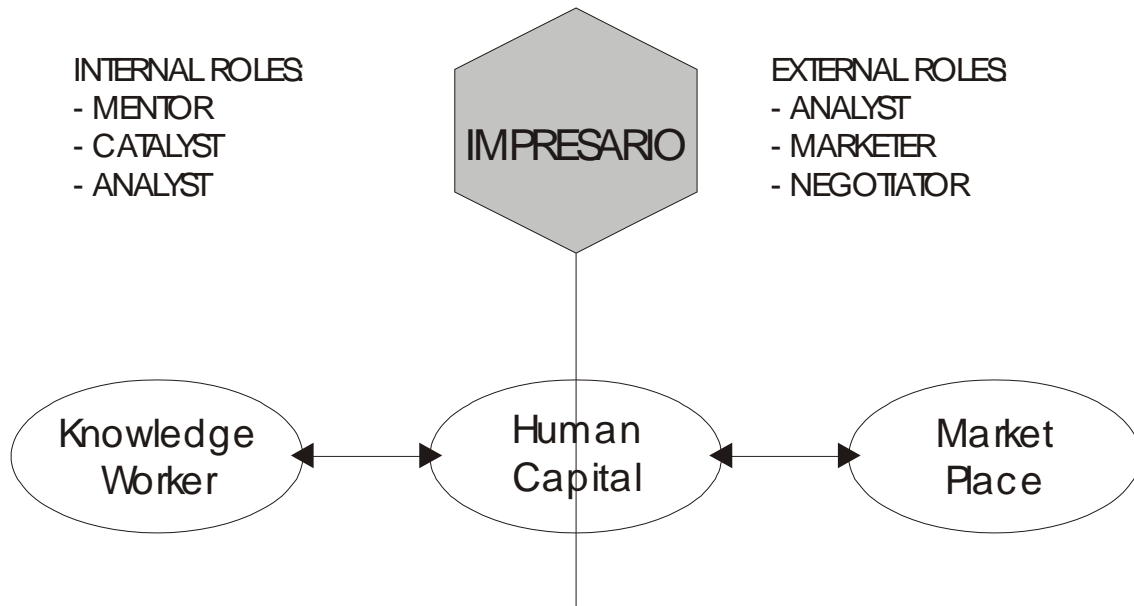 INTERNAL ROLES:
- MENTOR
- CATALYST
- ANALYST
IMPRESARIO
EXTERNAL ROLES:
- ANALYST
- MARKETER
- NEGOTIATOR
Knowledge
Worker
Human
Capital
Market
Place